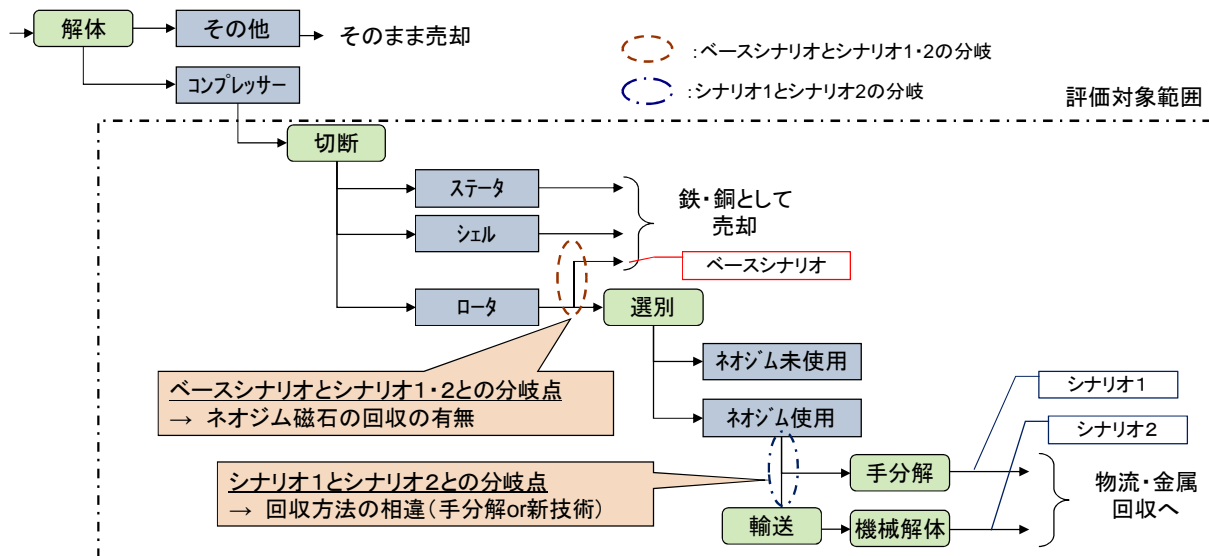 解体
その他
そのまま売却
:ベースシナリオとシナリオ1・2の分岐
ｺﾝﾌﾟﾚｯｻｰ
:シナリオ1とシナリオ2の分岐
評価対象範囲
切断
ｽﾃｰﾀ
鉄・銅として
売却
ｼｪﾙ
ベースシナリオ
ﾛｰﾀ
選別
ﾈｵｼﾞﾑ未使用
ベースシナリオとシナリオ1・2との分岐点
→ ネオジム磁石の回収の有無
シナリオ1
ﾈｵｼﾞﾑ使用
シナリオ2
シナリオ1とシナリオ2との分岐点
→ 回収方法の相違(手分解or新技術)
手分解
物流・金属
回収へ
輸送
機械解体